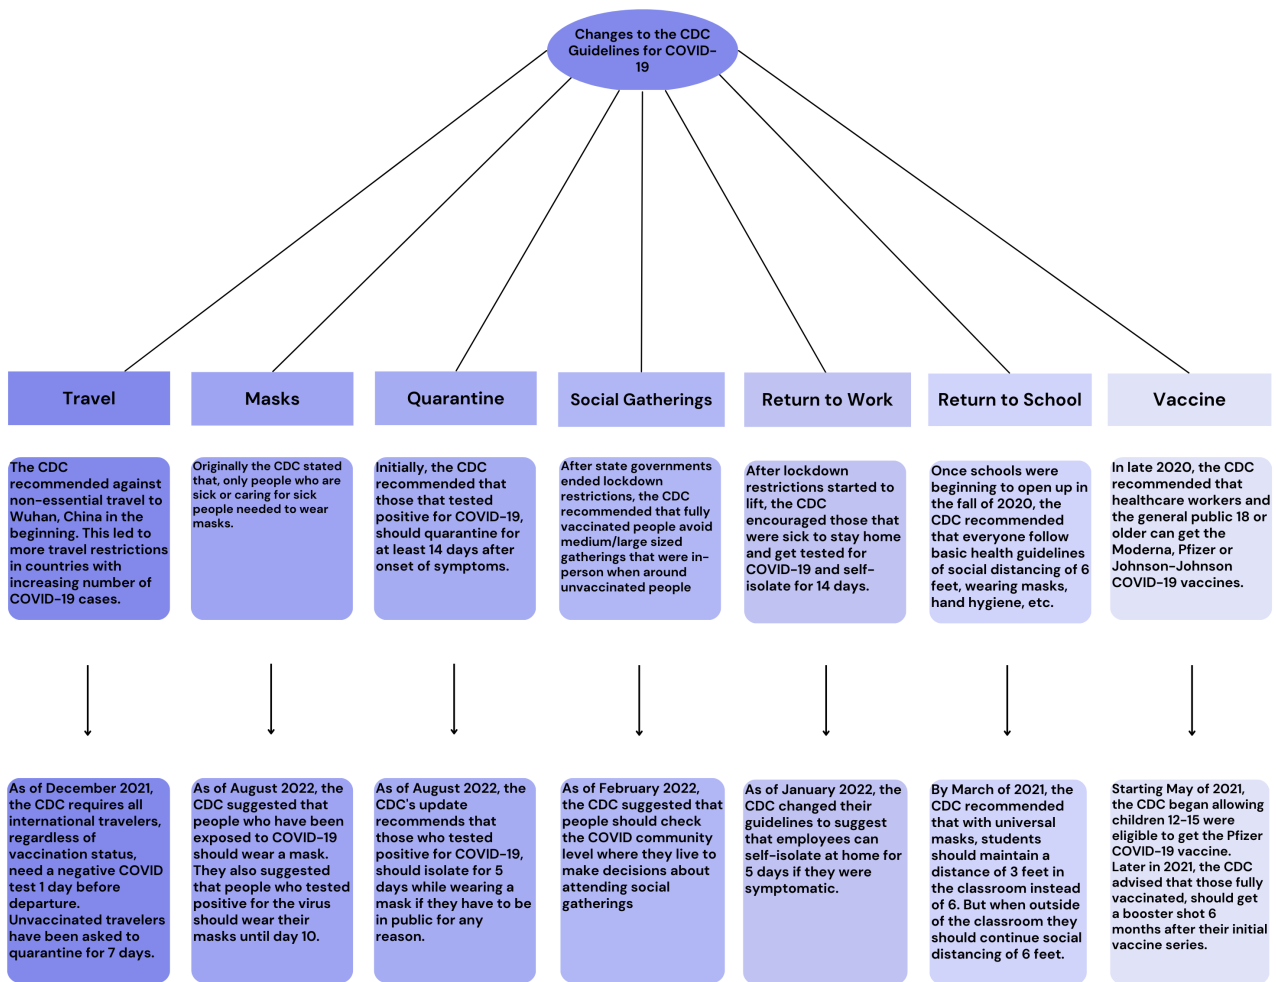 Changes to the CDC
Guidelines for COVID-
19
Travel
Masks
Quarantine
Social Gatherings
Return to Work
Return to School
Vaccine
The CDC
recommended against
non-essential travel to
Wuhan, China in the
beginning. This led to
more travel restrictions
in countries with
increasing number of
COVID-19 cases.
Originally the CDC stated
that, only people who are
sick or caring for sick
people needed to wear
masks.
Initially, the CDC
recommended that
those that tested
positive for COVID-19,
should quarantine for
at least 14 days after
onset of symptoms.
After state governments
ended lockdown
restrictions, the CDC
recommended that fully
vaccinated people avoid
medium/large sized
gatherings that were in-
person when around
unvaccinated people
After lockdown
restrictions started to
lift, the CDC
encouraged those that
were sick to stay home
and get tested for
COVID-19 and self-
isolate for 14 days.
Once schools were
beginning to open up in
the fall of 2020, the
CDC recommended
that everyone follow
basic health guidelines
of social distancing of 6
feet, wearing masks,
hand hygiene, etc.
In late 2020, the CDC
recommended that
healthcare workers and
the general public 18 or
older can get the
Moderna, Pfizer or
Johnson-Johnson
COVID-19 vaccines.
As of December 2021,
the CDC requires all
international travelers,
regardless of
vaccination status,
need a negative COVID
test 1 day before
departure.
Unvaccinated travelers
have been asked to
quarantine for 7 days.
As of August 2022, the
CDC suggested that
people who have been
exposed to COVID-19
should wear a mask.
They also suggested
that people who tested
positive for the virus
should wear their
masks until day 10.
As of August 2022, the
CDC's update
recommends that
those who tested
positive for COVID-19,
should isolate for 5
days while wearing a
mask if they have to be
in public for any
reason.
As of February 2022,
the CDC suggested that
people should check
the COVID community
level where they live to
make decisions about
attending social
gatherings
As of January 2022, the
CDC changed their
guidelines to suggest
that employees can
self-isolate at home for
5 days if they were
symptomatic.
By March of 2021, the
CDC recommended
that with universal
masks, students
should maintain a
distance of 3 feet in
the classroom instead
of 6. But when outside
of the classroom they
should continue social
distancing of 6 feet.
Starting May of 2021,
the CDC began allowing
children 12-15 were
eligible to get the Pfizer
COVID-19 vaccine.
Later in 2021, the CDC
advised that those fully
vaccinated, should get
a booster shot 6
months after their initial
vaccine series.